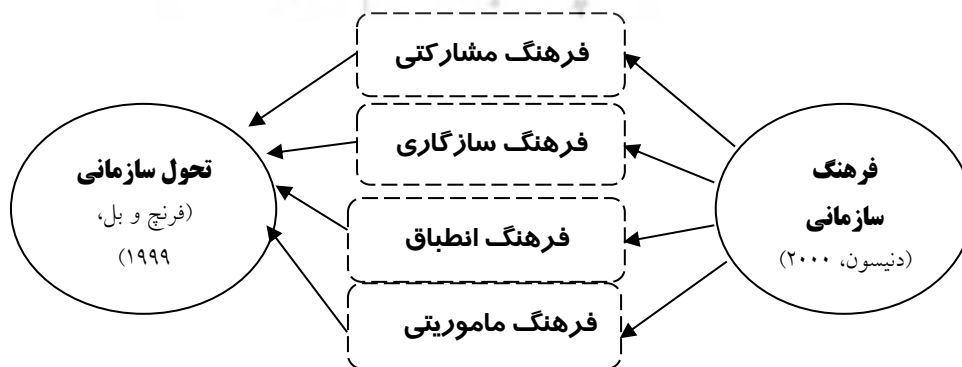 فرهنگ
سازمانی
(دنیسون، ۲۰۰۰)
فرهنگ مشارکتی
فرهنگ سازگاری
فرهنگ انطباق
فرهنگ ماموریتی
تحول سازمانی
(فرنچ و بل،
۱۹۹۹)